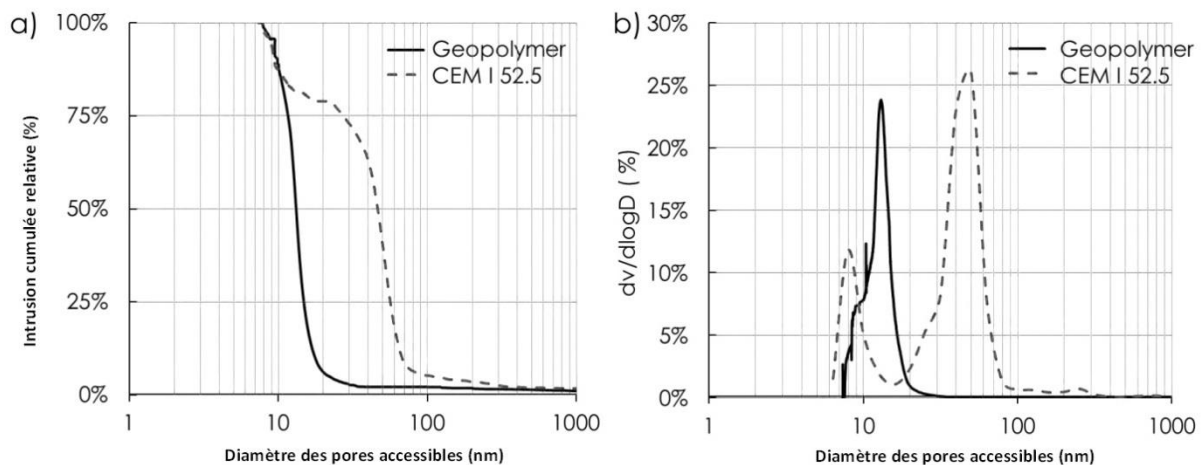 a)
Intrusion cumulée relative (%)
100%
75%
50%
25%
0%
Geopolymer
CEM I 52.5
1
10
100
1000
Diamètre des pores accessibles (nm)
b)
dv/dlogD ( %)
30%
25%
20%
15%
10%
5%
0%
Geopolymer
CEM I 52.5
1
10
100
1000
Diamètre des pores accessibles (nm)